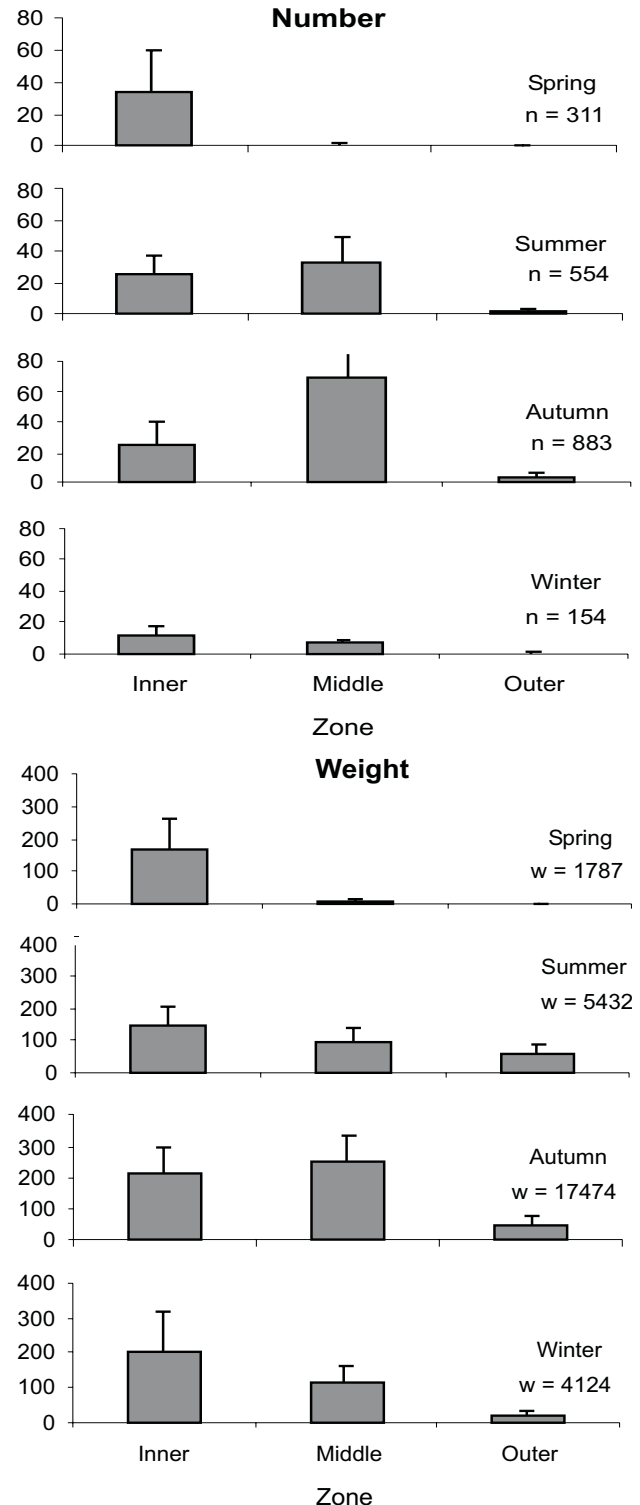 Number
80
60
40
20
0
Spring
n = 311
80
60
40
20
0
Summer
n = 554
80
60
40
20
0
Autumn
n = 883
80
60
40
20
0
Winter
n = 154
Inner Middle Outer
Zone
Weight
400
300
200
100
0
Spring
w = 1787
400
300
200
100
0
Summer
w = 5432
400
300
200
100
0
Autumn
w = 17474
400
300
200
100
0
Winter
w = 4124
Inner Middle Outer
Zone